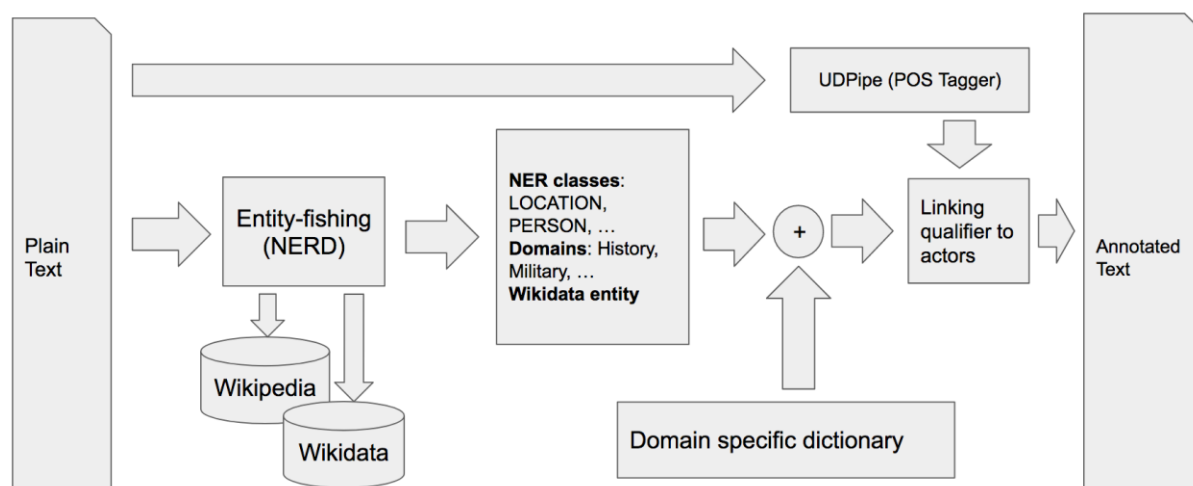 Plain
Text
UDPipe (POS Tagger)
Entity-fishing
(NERD)
NER classes:
LOCATION,
PERSON, …
Domains: History,
Military, …
Wikidata entity
+
Linking
qualifier to
actors
Annotated
Text
Wikipedia
Wikidata
Domain specific dictionary